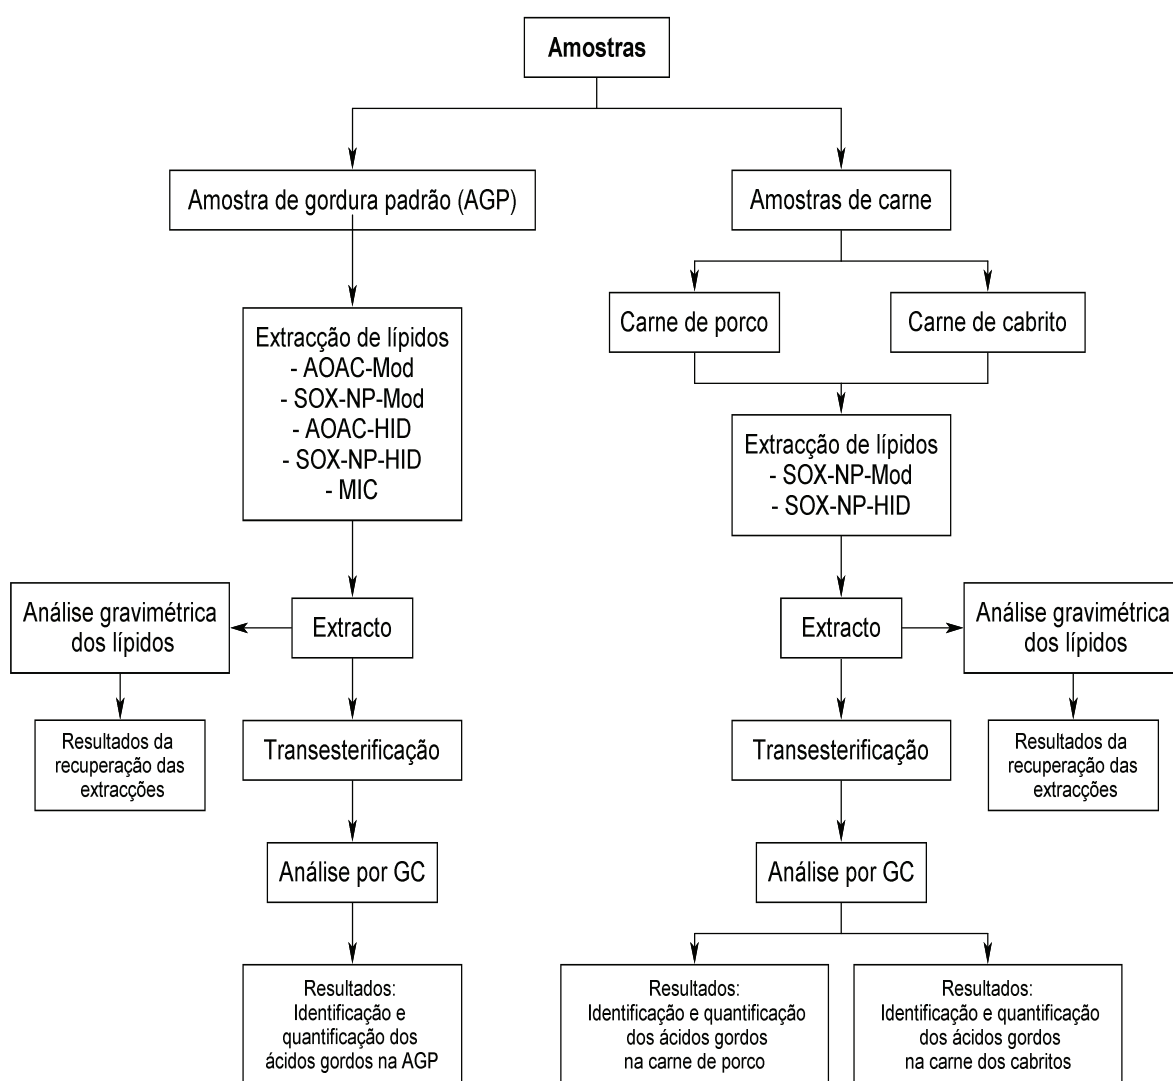 Amostras
Amostra de gordura padrão (AGP)
Amostras de carne
Carne de porco
Carne de cabrito
Extracção de lípidos
- AOAC-Mod
- SOX-NP-Mod
- AOAC-HID
- SOX-NP-HID
- MIC
Extracção de lípidos
- SOX-NP-Mod
- SOX-NP-HID
Análise gravimétrica
dos lípidos
Extracto
Extracto
Análise gravimétrica
dos lípidos
Resultados da
recuperação das
extracções
Transesterificação
Transesterificação
Resultados da
recuperação das
extracções
Análise por GC
Análise por GC
Resultados:
Identificação e
quantificação dos
ácidos gordos na AGP
Resultados:
Identificação e quantificação
dos ácidos gordos
na carne de porco
Resultados:
Identificação e quantificação
dos ácidos gordos
na carne dos cabritos